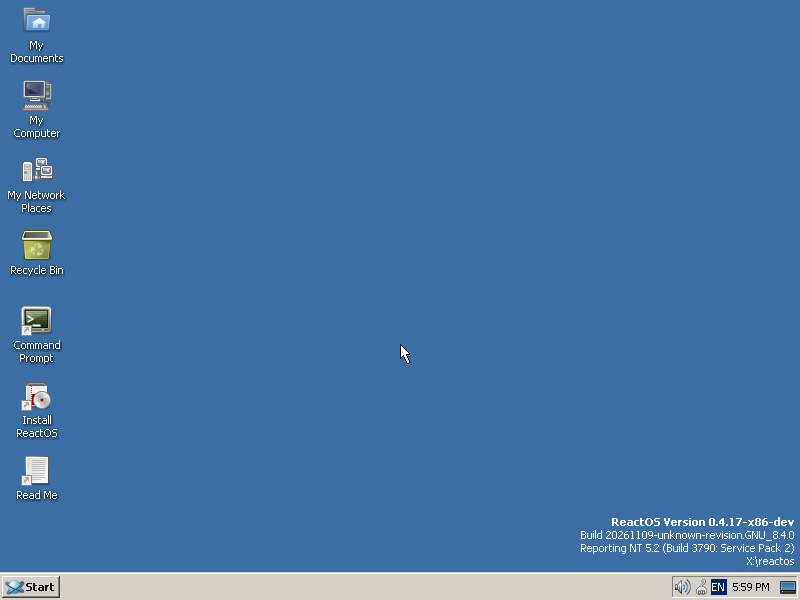 My
Documents
My
Computer
My Network
Places
Recycle Bin
Command
Prompt
Install
ReactOS
Read Me
ReactOS Version 0.4.17-x86-dev
Build 20261109-unknown-revision.GNU_8.4.0
Reporting NT 5.2 (Build 3790: Service Pack 2)
X:\reactos
Start
EN
5:59 PM